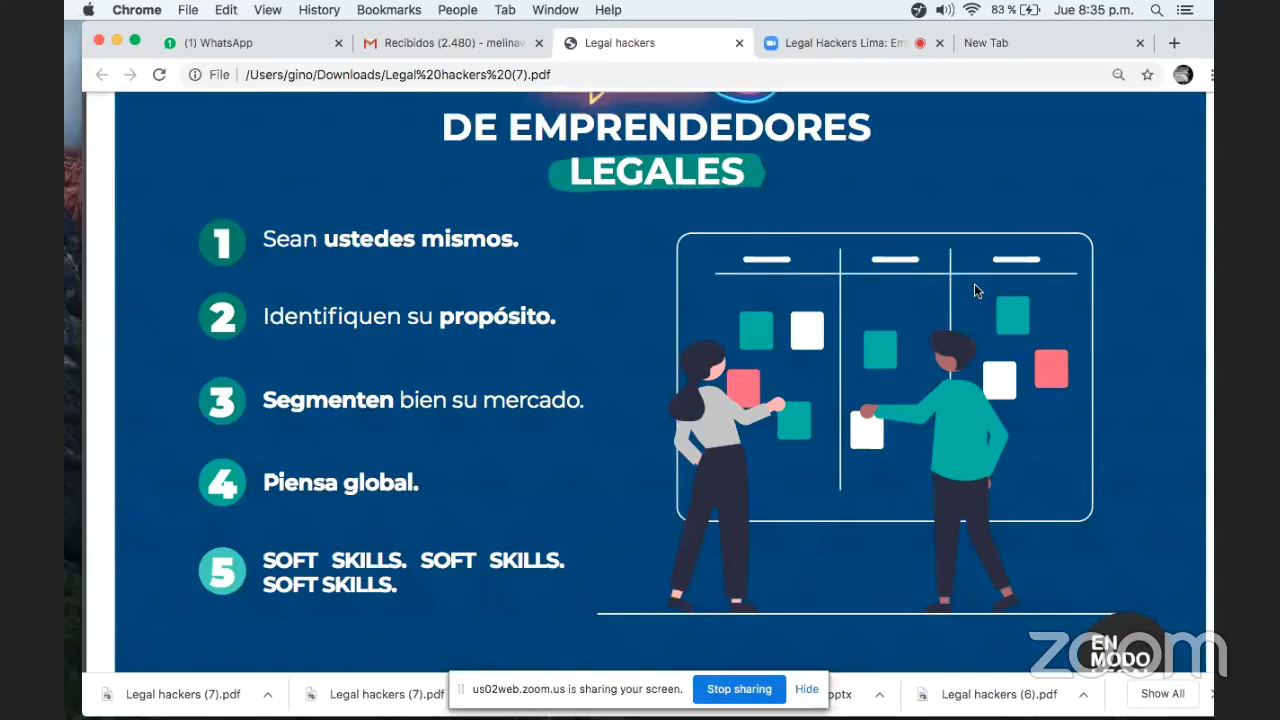 Chrome File Edit View History Bookmarks People Tab Window Help 83 % Jue 8:35 p.m.
(1) WhatsApp
Recibidos (2.480) - melinav
Legal hackers
Legal Hackers Lima: Em
New Tab
File /Users/gino/Downloads/Legal%20hackers%20(7).pdf
DE EMPRENDEDORES
LEGALES
1 Sean ustedes mismos.
2 Identifiquen su propósito.
3 Segmenten bien su mercado.
4 Piensa global.
5 SOFT SKILLS. SOFT SKILLS.
SOFT SKILLS.
EN
MODO
zoom
Legal hackers (7).pdf
Legal hackers (7).pdf
us02web.zoom.us is sharing your screen.
Stop sharing
Hide
pptx
Legal hackers (6).pdf
Show All